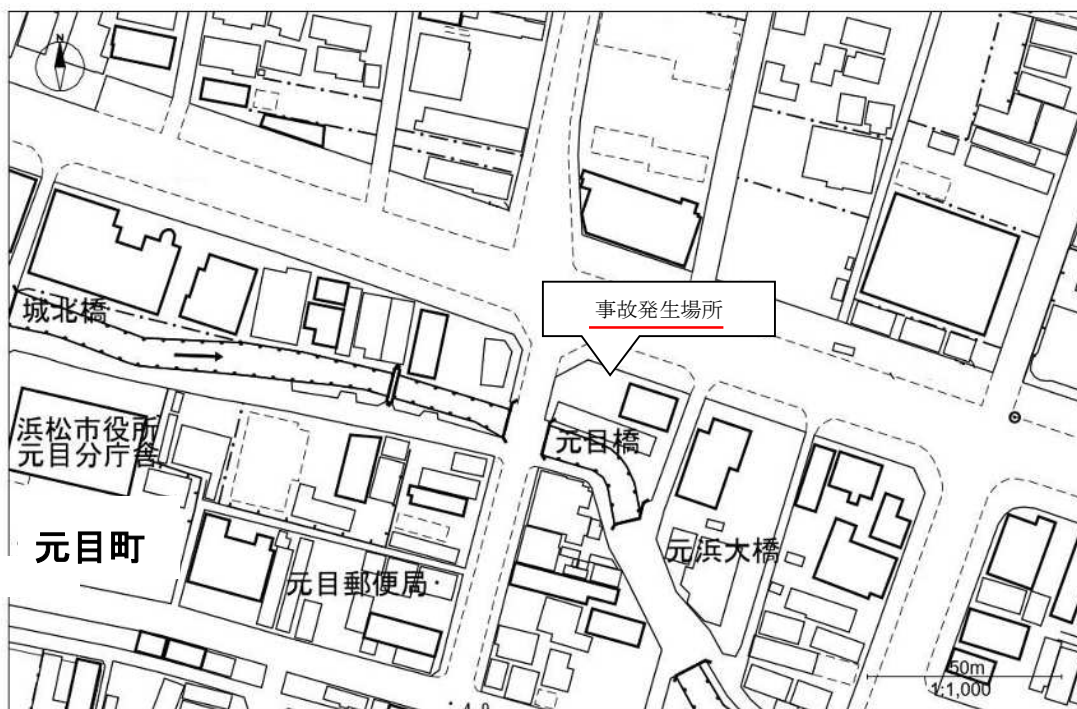 N
事故発生場所
城北橋
浜松市役所
元目分庁舎
元目橋
元目町
元浜大橋
元目郵便局
50m
1:1,000